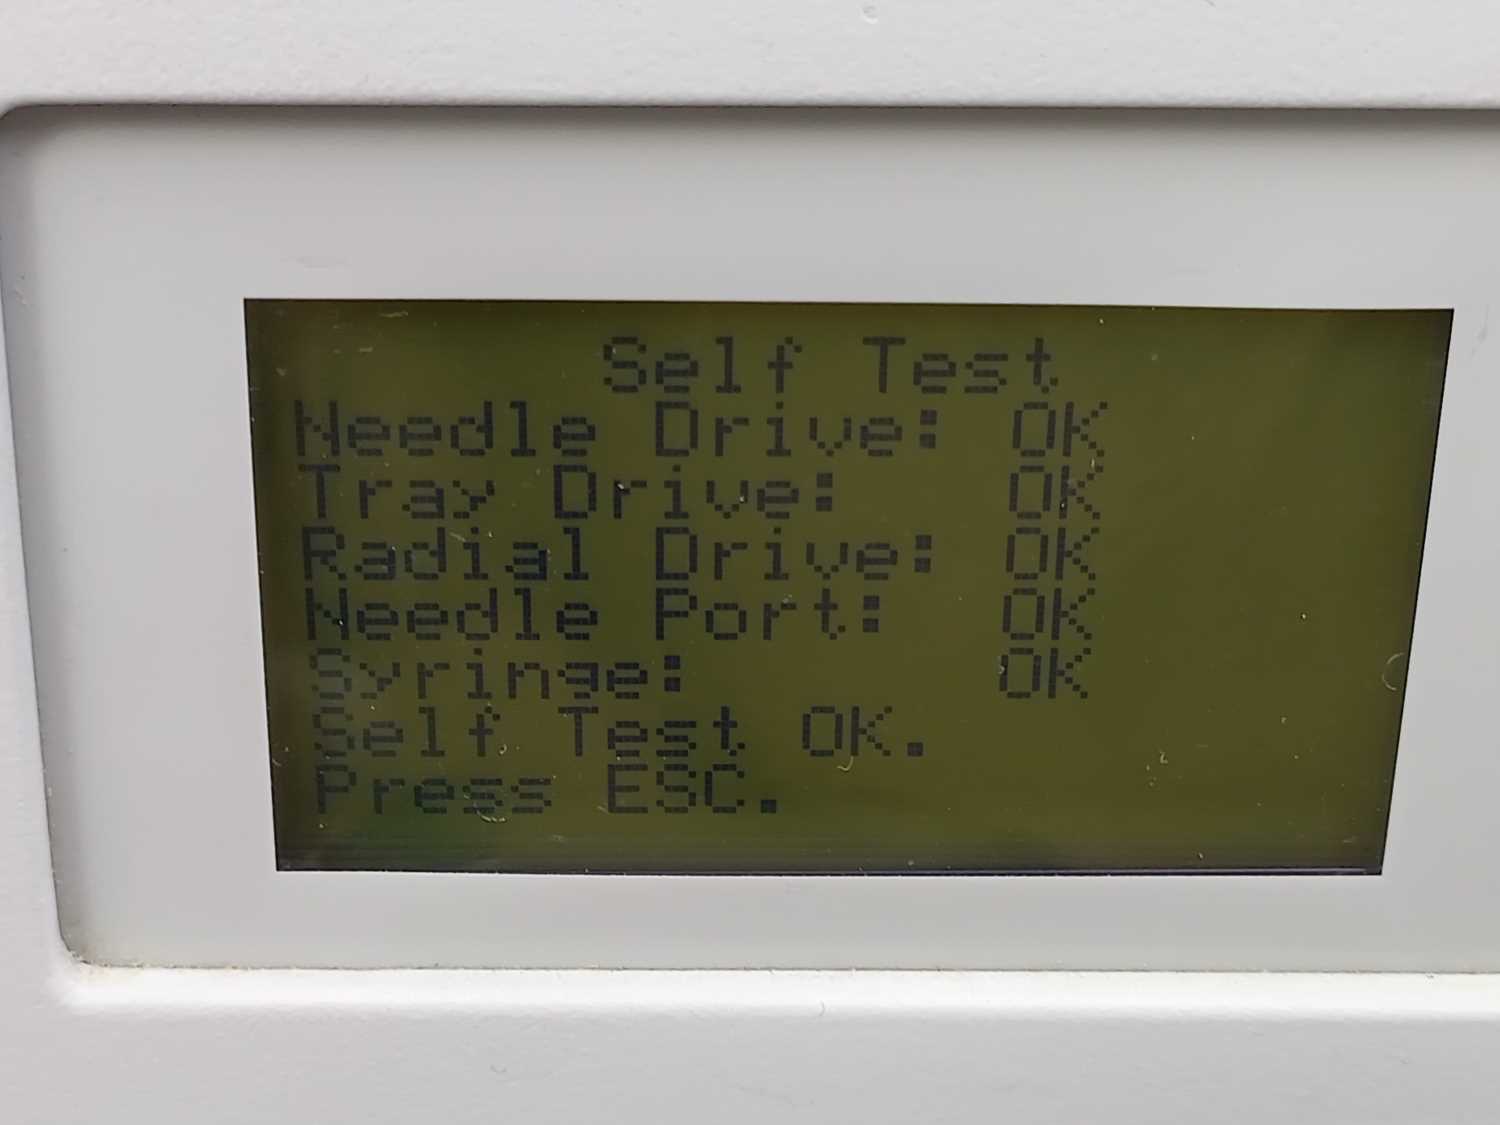 Self Test
Needle Drive: OK
Tray Drive: OK
Radial Drive: OK
Needle Port: OK
Syringe: OK
Self Test OK.
Press ESC.